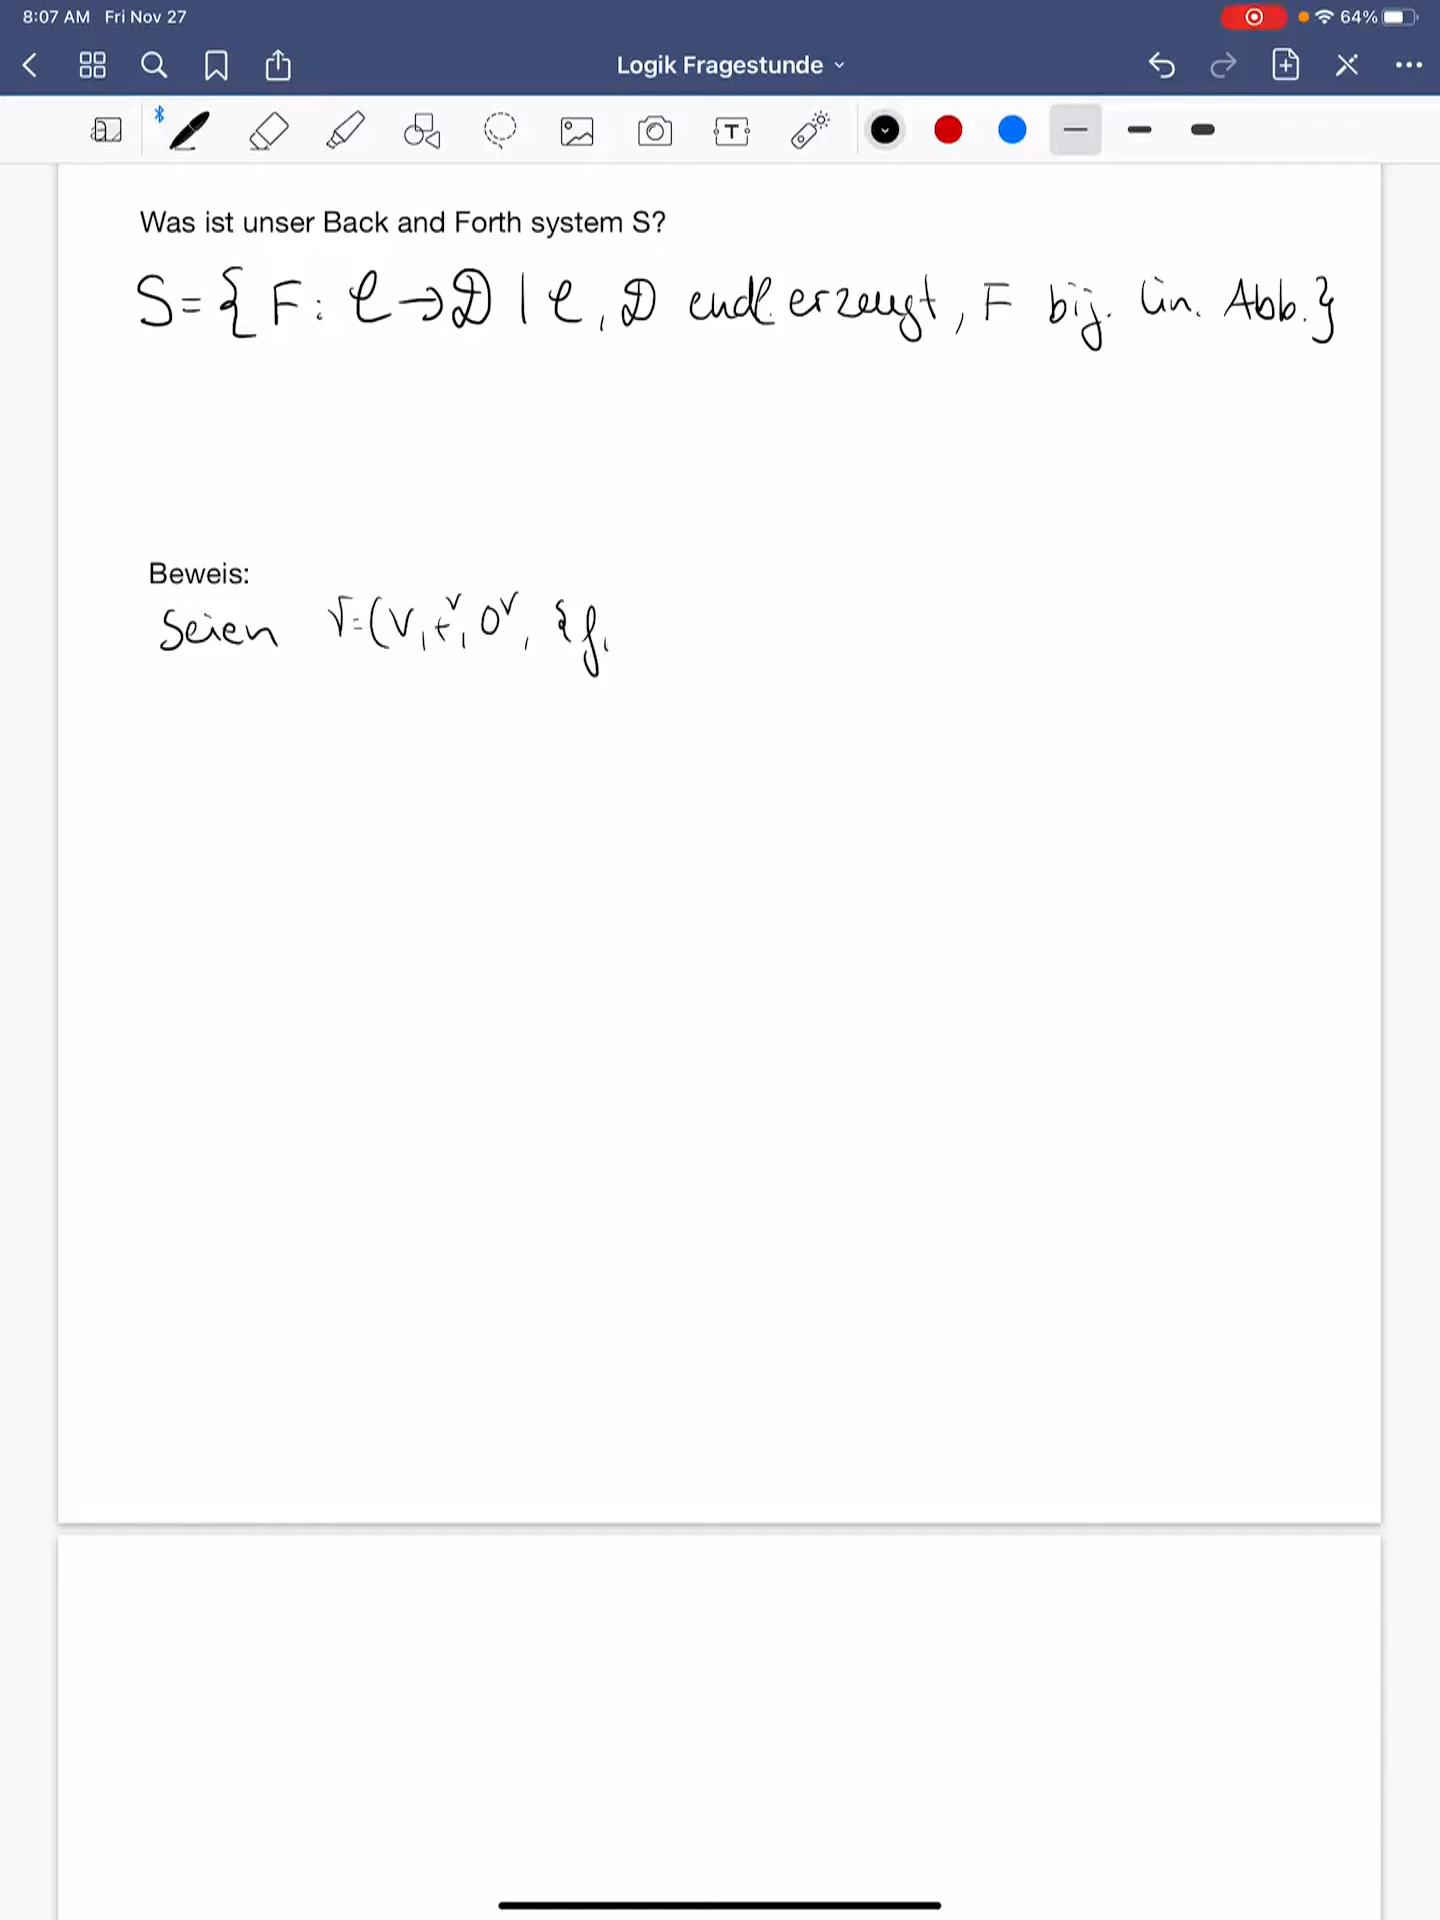 8:07 AM Fri Nov 27 64%
Logik Fragestunde
Was ist unser Back and Forth system S?
S = { F : C → D | C, D endl. erzeugt, F bij. lin. Abb. }
Beweis:
Seien V = (V, +^V, 0^V, { f,